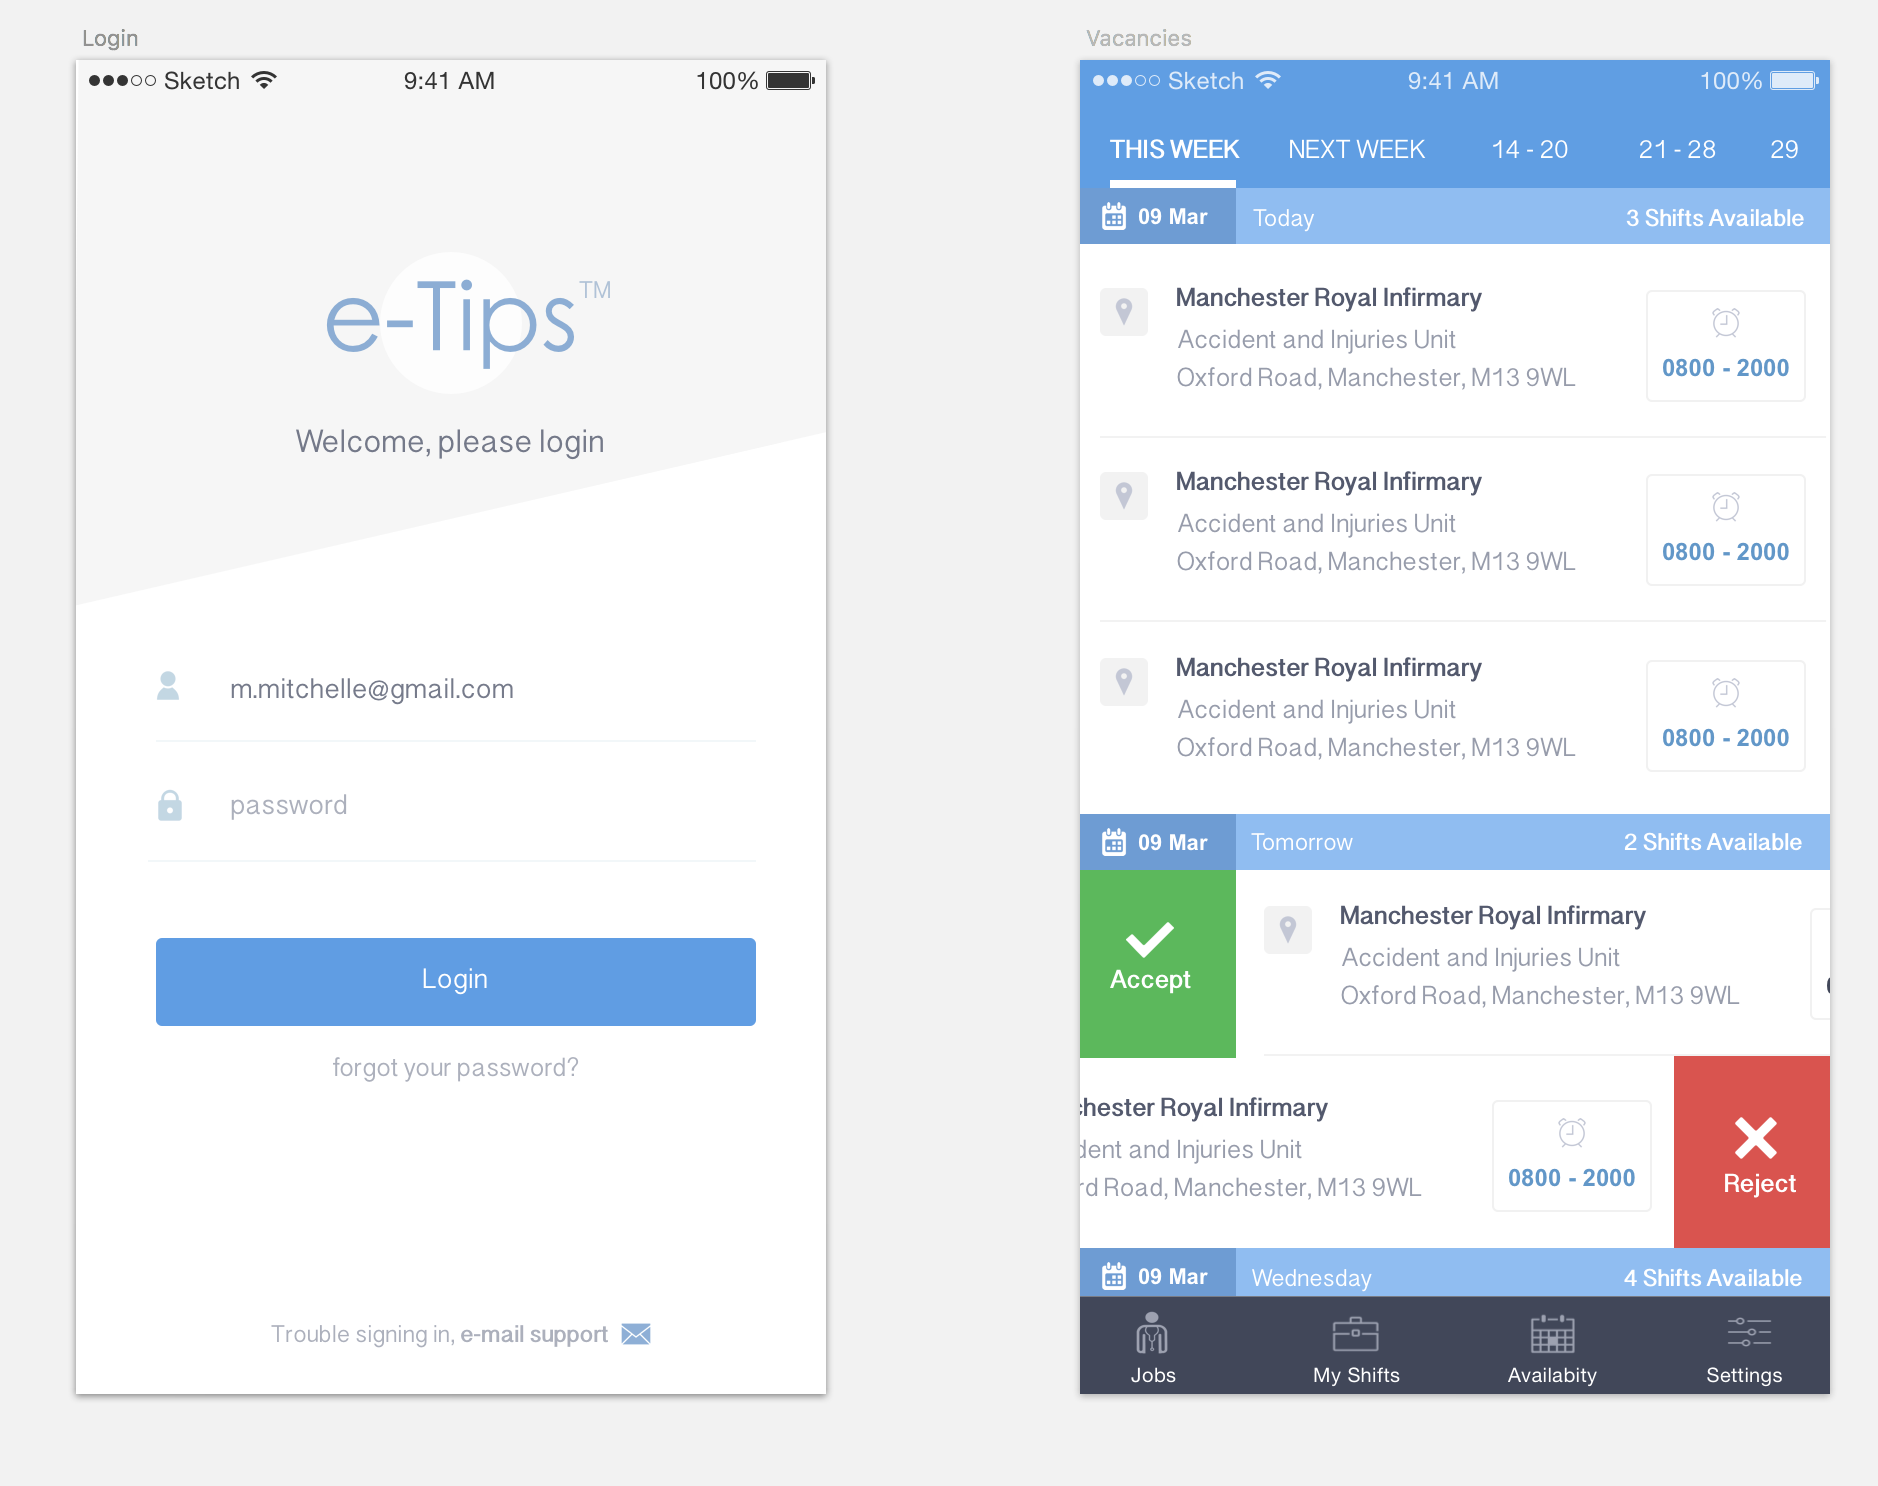 Login
Sketch 9:41 AM 100%
e-Tips™
Welcome, please login
m.mitchelle@gmail.com
password
Login
forgot your password?
Trouble signing in, e-mail support
Vacancies
Sketch 9:41 AM 100%
THIS WEEK NEXT WEEK 14 - 20 21 - 28 29
09 Mar Today 3 Shifts Available
Manchester Royal Infirmary
Accident and Injuries Unit
Oxford Road, Manchester, M13 9WL
0800 - 2000
Manchester Royal Infirmary
Accident and Injuries Unit
Oxford Road, Manchester, M13 9WL
0800 - 2000
Manchester Royal Infirmary
Accident and Injuries Unit
Oxford Road, Manchester, M13 9WL
0800 - 2000
09 Mar Tomorrow 2 Shifts Available
Accept
Manchester Royal Infirmary
Accident and Injuries Unit
Oxford Road, Manchester, M13 9WL
chester Royal Infirmary
dent and Injuries Unit
rd Road, Manchester, M13 9WL
0800 - 2000
Reject
09 Mar Wednesday 4 Shifts Available
Jobs My Shifts Availabity Settings